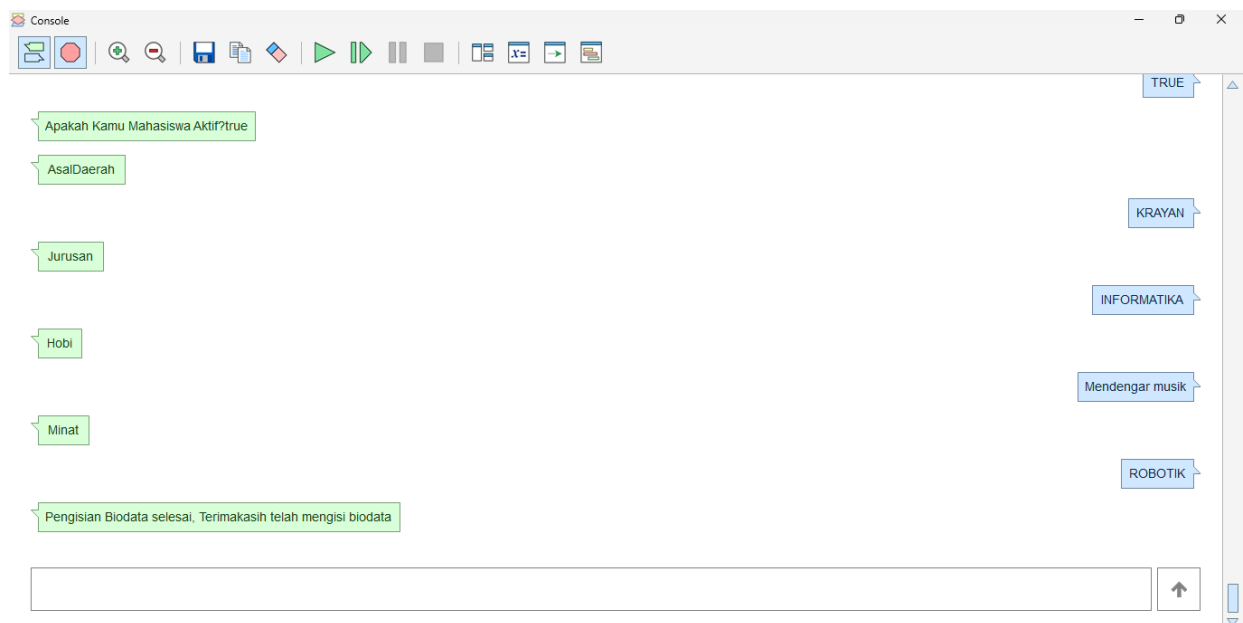 Console
TRUE
Apakah Kamu Mahasiswa Aktif?true
AsalDaerah
KRAYAN
Jurusan
INFORMATIKA
Hobi
Mendengar musik
Minat
ROBOTIK
Pengisian Biodata selesai, Terimakasih telah mengisi biodata